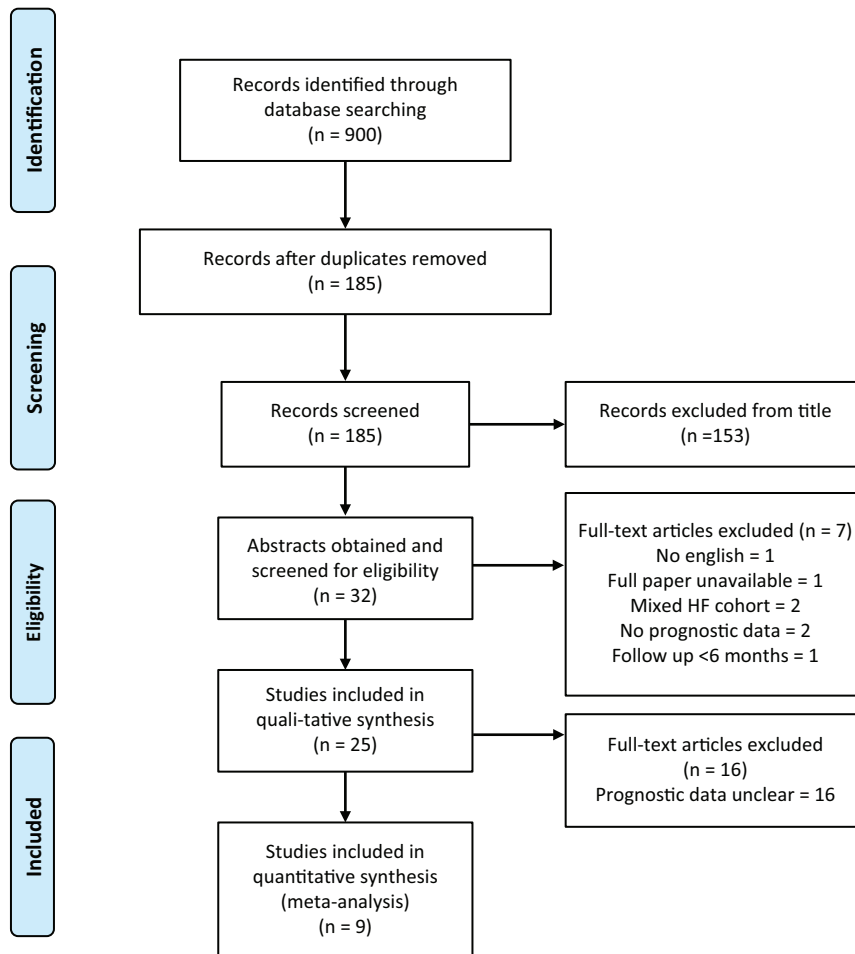 Identification
Records identified through
database searching
(n = 900)
Records after duplicates removed
(n = 185)
Screening
Records screened
(n = 185)
Records excluded from title
(n =153)
Eligibility
Abstracts obtained and
screened for eligibility
(n = 32)
Full-text articles excluded (n = 7)
No english = 1
Full paper unavailable = 1
Mixed HF cohort = 2
No prognostic data = 2
Follow up <6 months = 1
Studies included in
quali-tative synthesis
(n = 25)
Full-text articles excluded
(n = 16)
Prognostic data unclear = 16
Included
Studies included in
quantitative synthesis
(meta-analysis)
(n = 9)